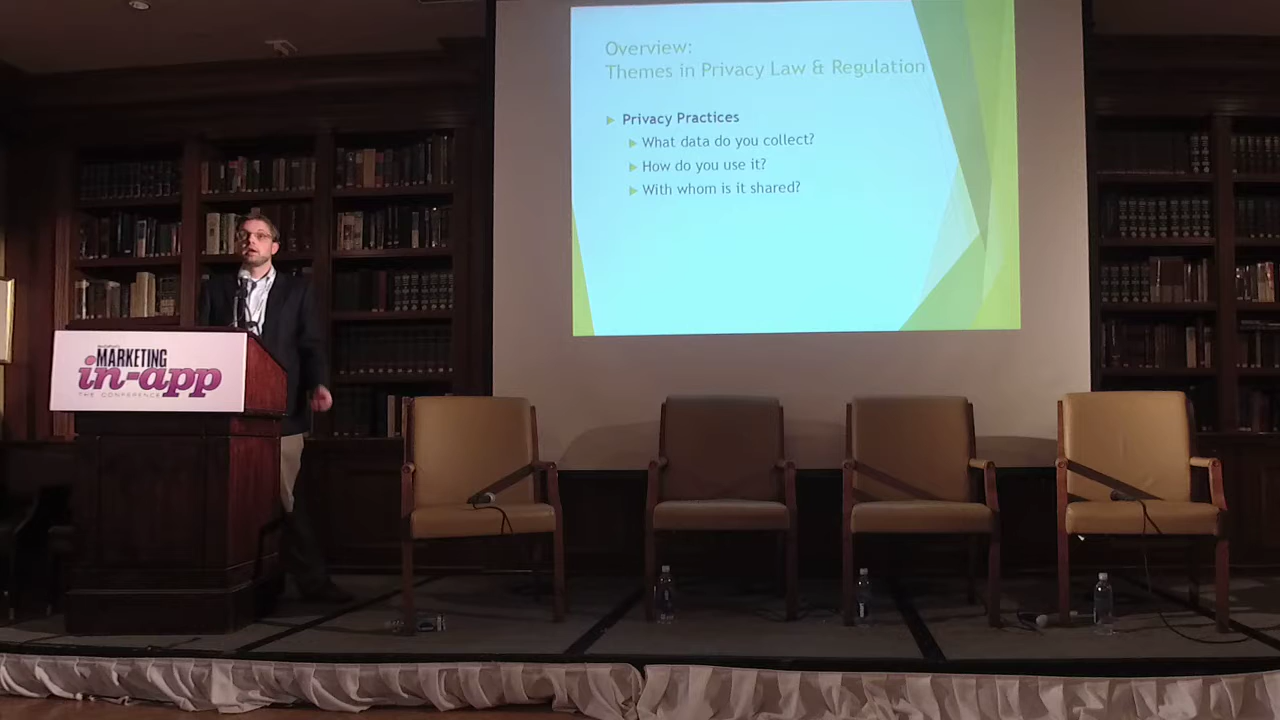 Overview:
Themes in Privacy Law & Regulation
Privacy Practices
What data do you collect?
How do you use it?
With whom is it shared?
MARKETING
in-app
THE CONFERENCE